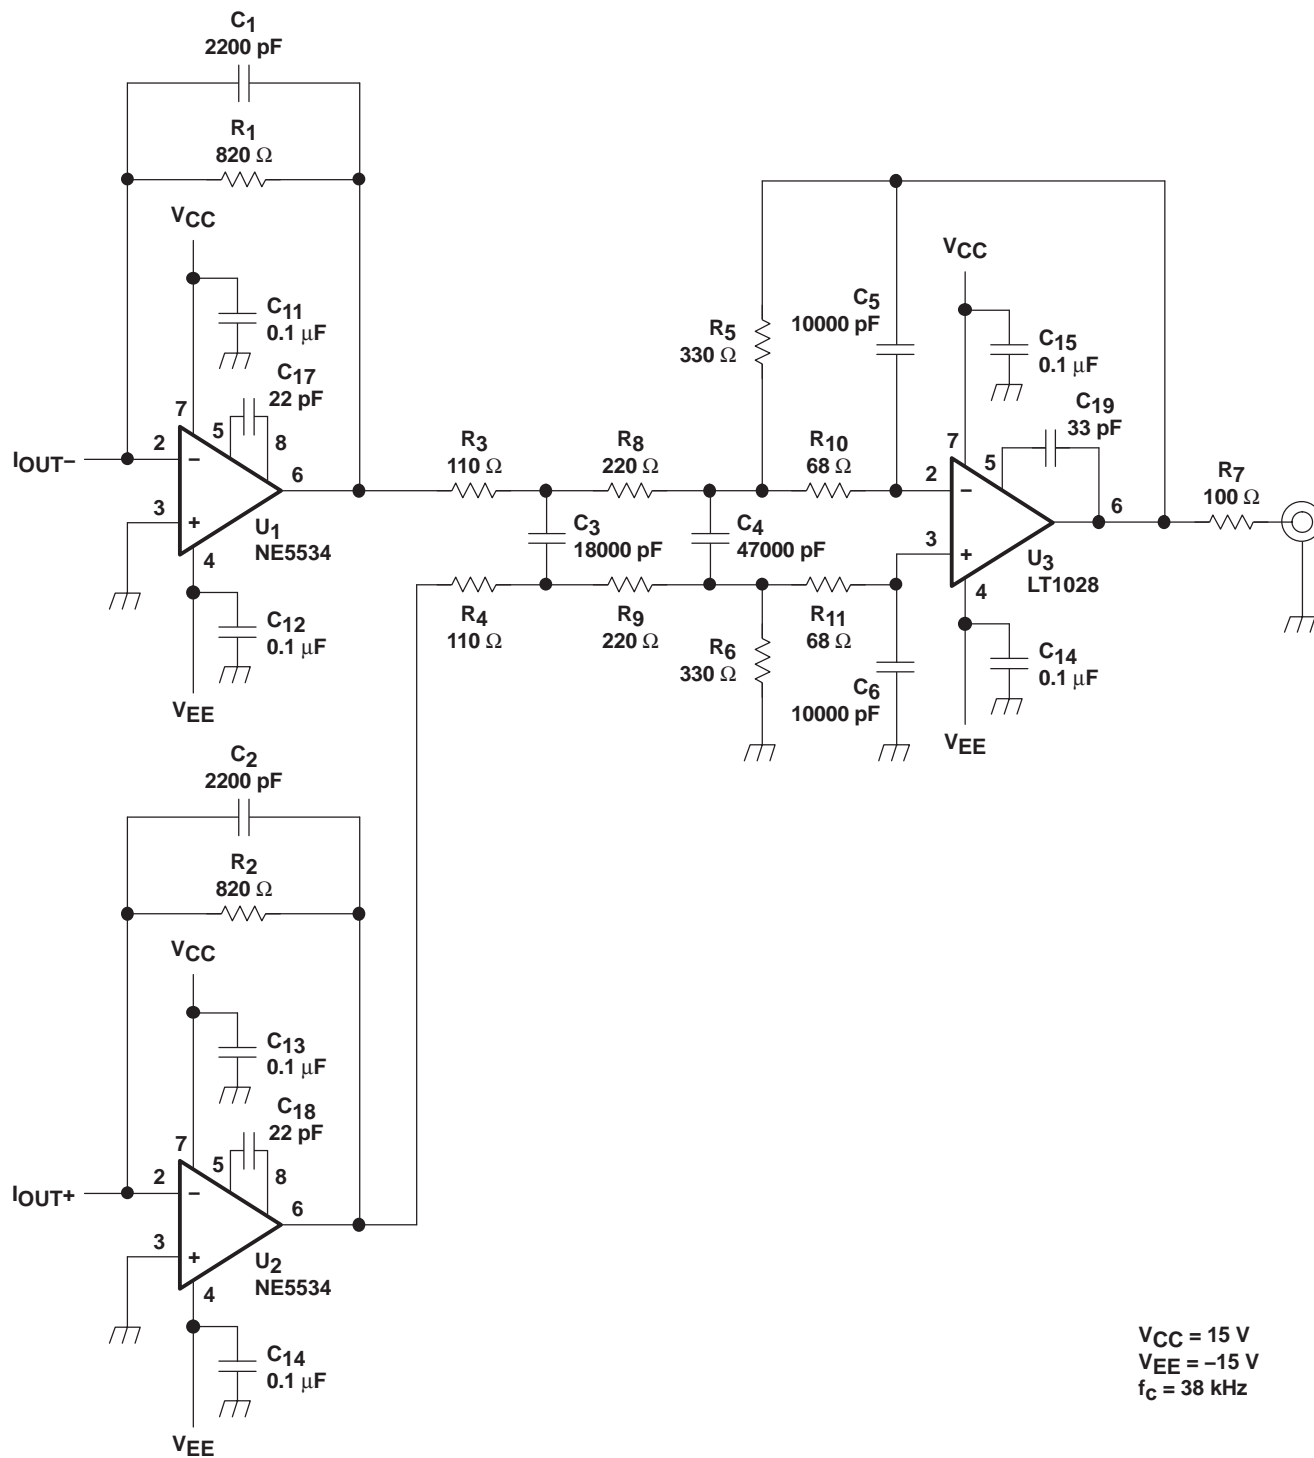 C1
2200 pF
R1
820 Ω
VCC
C11
0.1 μF
C17
22 pF
7
5
8
2
IOUT–
–
6
3
+
U1
NE5534
4
C12
0.1 μF
VEE
R3
110 Ω
R8
220 Ω
R10
68 Ω
C3
18000 pF
C4
47000 pF
R4
110 Ω
R9
220 Ω
R11
68 Ω
R5
330 Ω
C5
10000 pF
R6
330 Ω
C6
10000 pF
VCC
C15
0.1 μF
C19
33 pF
7
5
2
–
6
3
+
U3
LT1028
4
R7
100 Ω
C14
0.1 μF
VEE
C2
2200 pF
R2
820 Ω
VCC
C13
0.1 μF
C18
22 pF
7
5
8
2
IOUT+
–
6
3
+
U2
NE5534
4
C14
0.1 μF
VEE
VCC = 15 V
VEE = –15 V
fc = 38 kHz